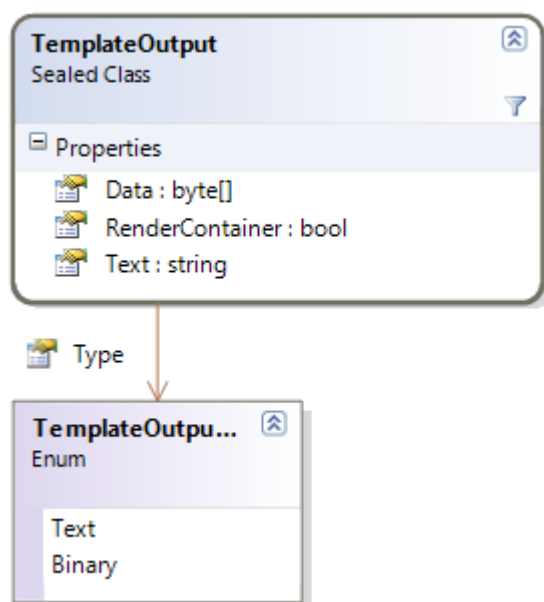 TemplateOutput
Sealed Class
Properties
Data : byte[]
RenderContainer : bool
Text : string
Type
TemplateOutpu...
Enum
Text
Binary